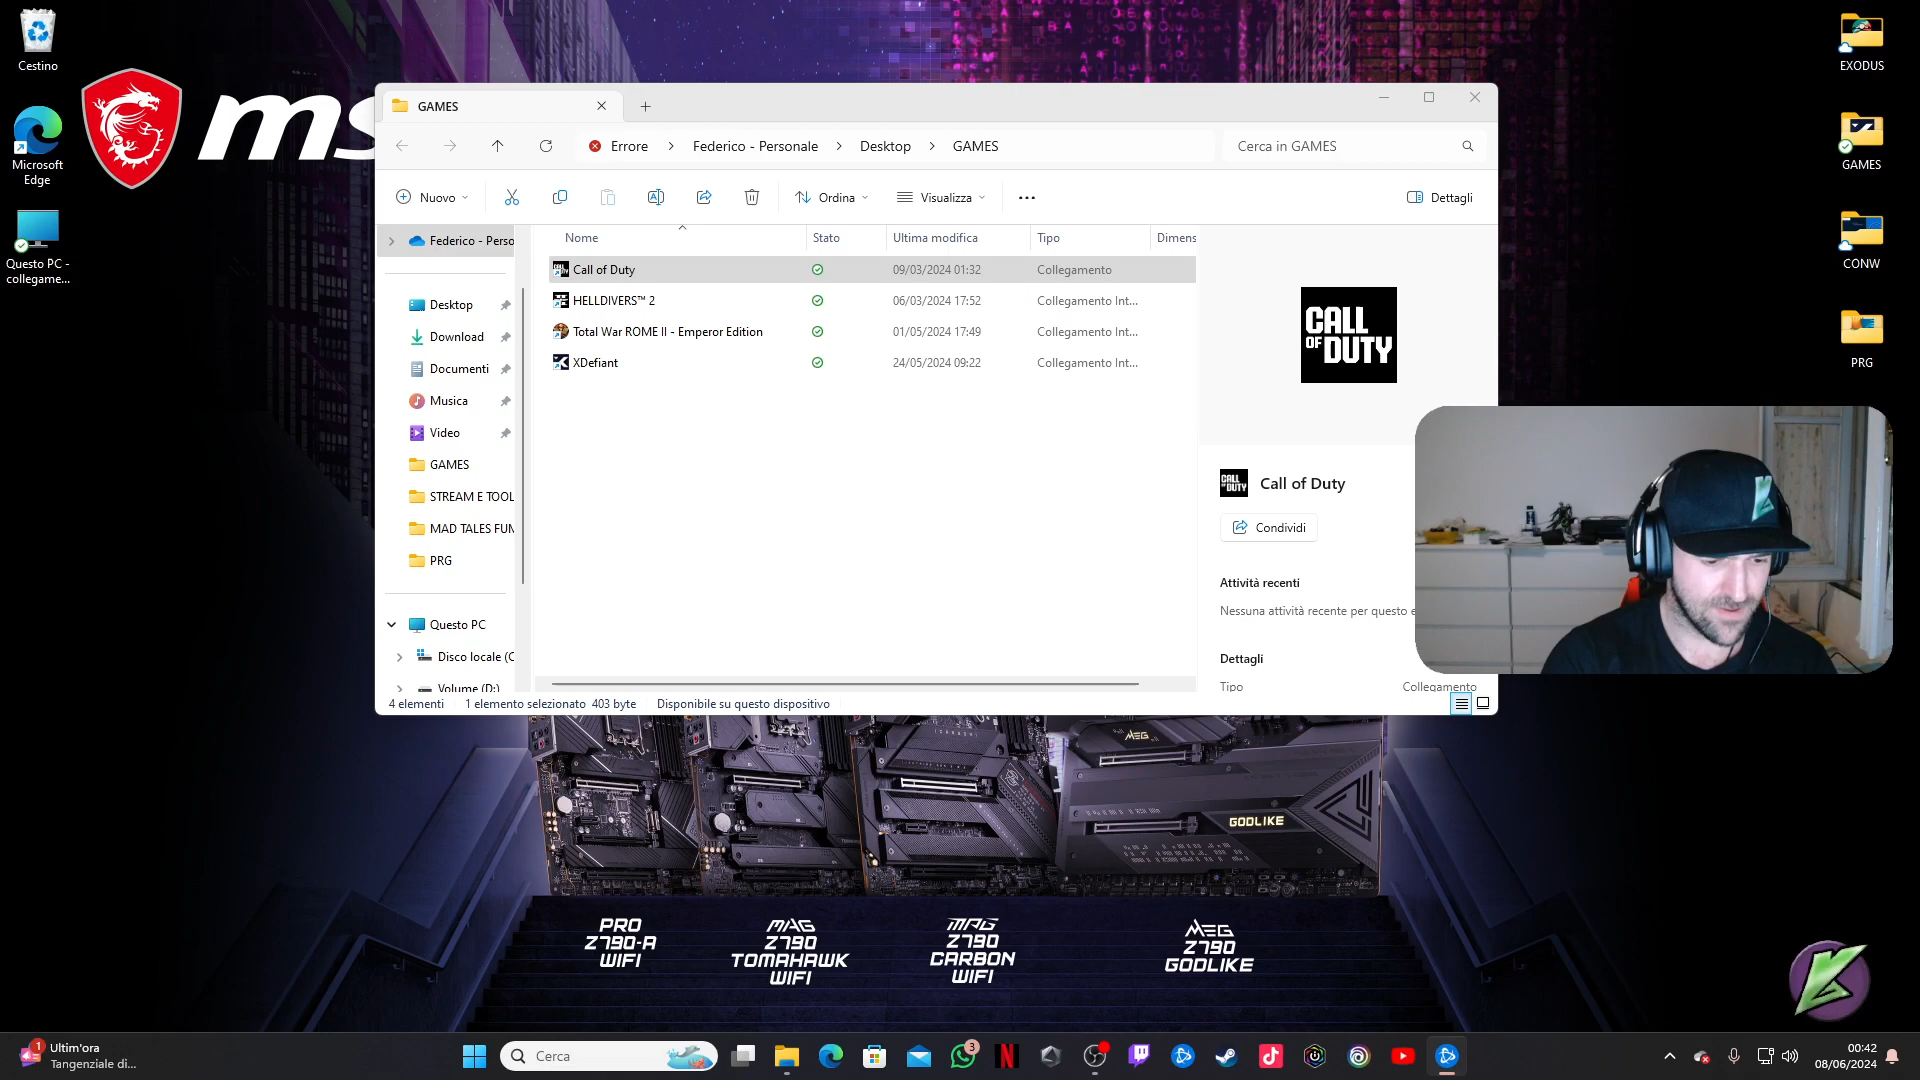 Cestino
Microsoft
Edge
Questo PC -
collegame...
EXODUS
GAMES
CONW
PRG
GAMES
Errore
Federico - Personale
Desktop
GAMES
Cerca in GAMES
Nuovo
Ordina
Visualizza
Dettagli
Federico - Perso
Desktop
Download
Documenti
Musica
Video
GAMES
STREAM E TOOL
MAD TALES FUN
PRG
Questo PC
Disco locale (C
Volume (D:)
Nome
Stato
Ultima modifica
Tipo
Dimens
Call of Duty
09/03/2024 01:32
Collegamento
HELLDIVERS™ 2
06/03/2024 17:52
Collegamento Int...
Total War ROME II - Emperor Edition
01/05/2024 17:49
Collegamento Int...
XDefiant
24/05/2024 09:22
Collegamento Int...
CALL
OF DUTY
Call of Duty
Condividi
Attività recenti
Nessuna attività recente per questo e
Dettagli
Tipo
Collegamento
4 elementi
1 elemento selezionato 403 byte
Disponibile su questo dispositivo
MEG
GODLIKE
PRO
Z790-A
WIFI
MAG
Z790
TOMAHAWK
WIFI
MPG
Z790
CARBON
WIFI
MEG
Z790
GODLIKE
1
Ultim'ora
Tangenziale di...
Cerca
3
00:42
08/06/2024